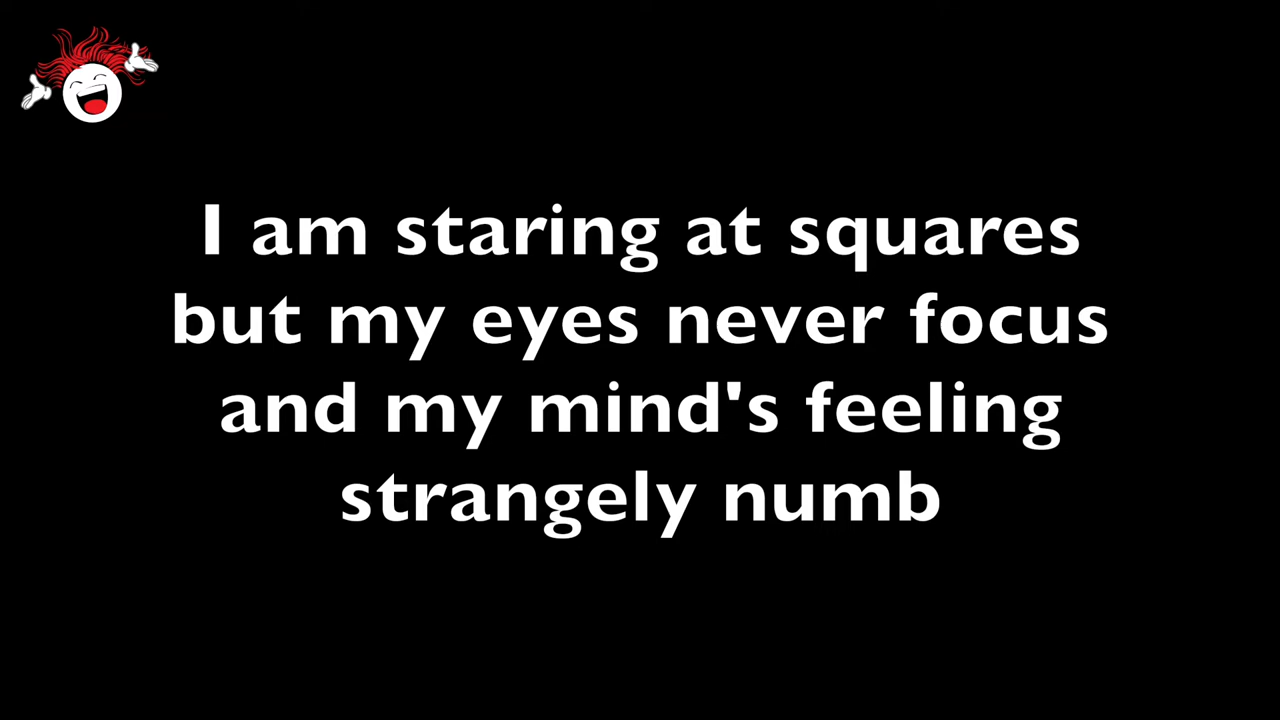 I am staring at squares
but my eyes never focus
and my mind's feeling
strangely numb